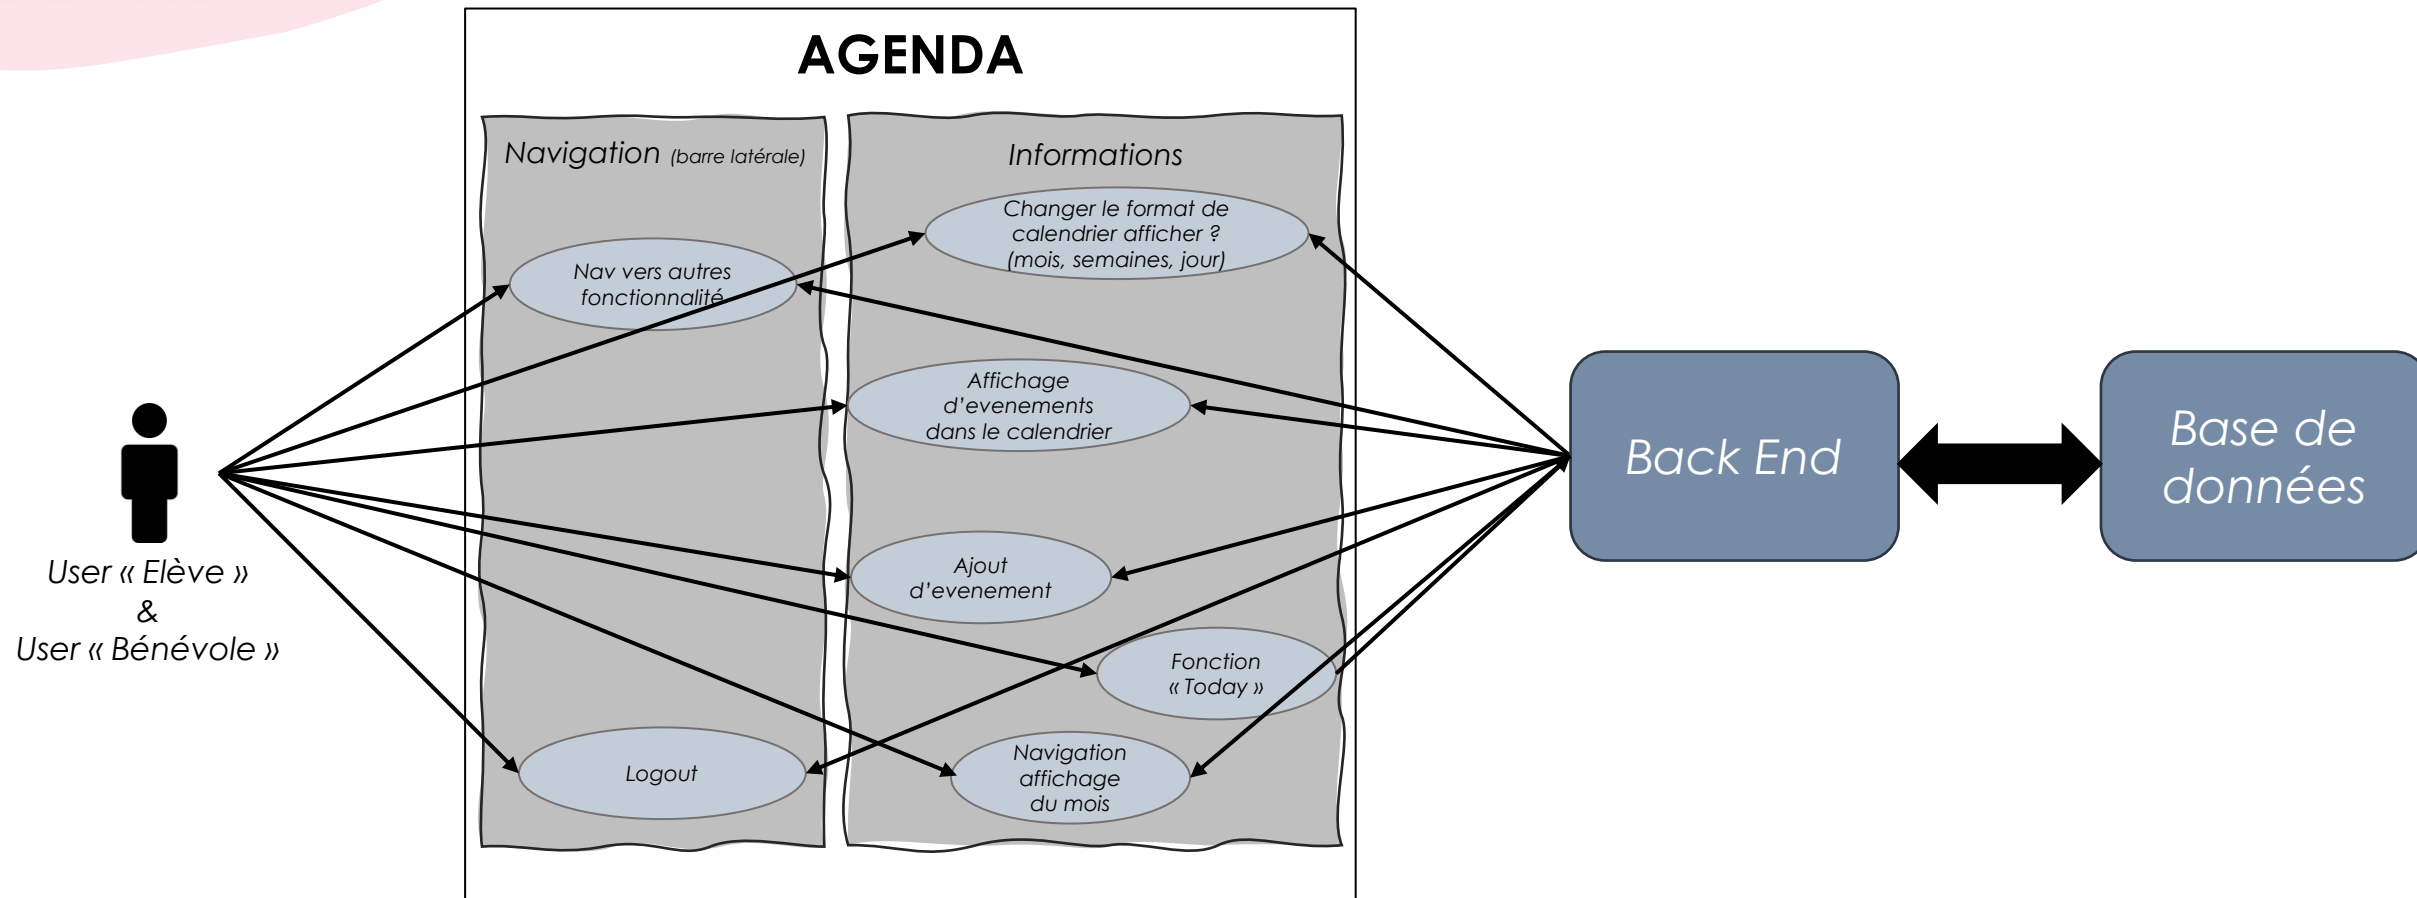 AGENDA
Navigation (barre latérale)
Nav vers autres
fonctionnalité
Logout
Informations
Changer le format de
calendrier afficher ?
(mois, semaines, jour)
Affichage
d’evenements
dans le calendrier
Ajout
d’evenement
Fonction
« Today »
Navigation
affichage
du mois
User « Elève »
&
User « Bénévole »
Back End
Base de
données